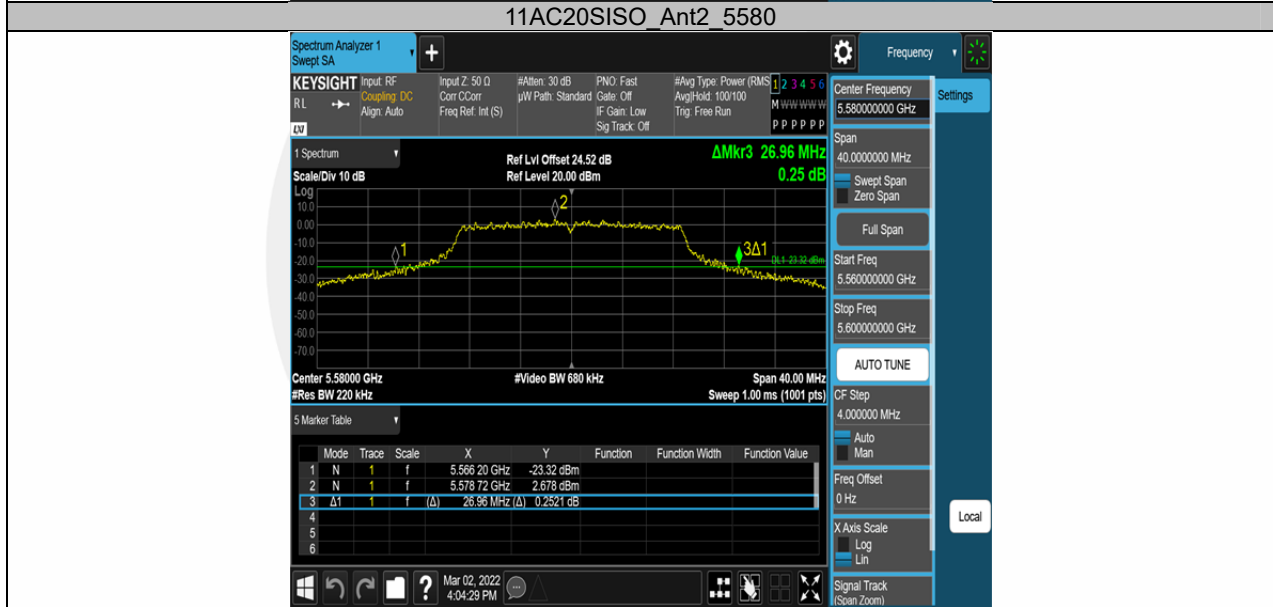 11AC20SISO_Ant2_5580
Spectrum Analyzer 1
Swept SA
+
Frequency
KEYSIGHT Input: RF Input Z: 50 Ω #Atten: 30 dB PNO: Fast #Avg Type: Power (RMS 1 2 3 4 5 6
RL Coupling: DC Corr CCorr µW Path: Standard Gate: Off Avg|Hold: 100/100 M W W W W W
Align: Auto Freq Ref: Int (S) IF Gain: Low Trig: Free Run
Sig Track: Off P P P P P P
LXI
1 Spectrum
Scale/Div 10 dB
Ref Lvl Offset 24.52 dB
Ref Level 20.00 dBm
ΔMkr3 26.96 MHz
0.25 dB
Log
10.0
0.00
-10.0
-20.0
-30.0
-40.0
-50.0
-60.0
-70.0
1
2
3Δ1
DL1 -23.32 dBm
Center 5.58000 GHz #Video BW 680 kHz Span 40.00 MHz
#Res BW 220 kHz Sweep 1.00 ms (1001 pts)
5 Marker Table
Mode Trace Scale X Y Function Function Width Function Value
1 N 1 f 5.566 20 GHz -23.32 dBm
2 N 1 f 5.578 72 GHz 2.678 dBm
3 Δ1 1 f (Δ) 26.96 MHz (Δ) 0.2521 dB
4
5
6
Mar 02, 2022
4:04:29 PM
?
Center Frequency
5.580000000 GHz
Settings
Span
40.0000000 MHz
Swept Span
Zero Span
Full Span
Start Freq
5.560000000 GHz
Stop Freq
5.600000000 GHz
AUTO TUNE
CF Step
4.000000 MHz
Auto
Man
Freq Offset
0 Hz
X Axis Scale
Log
Lin
Signal Track
(Span Zoom)
Local